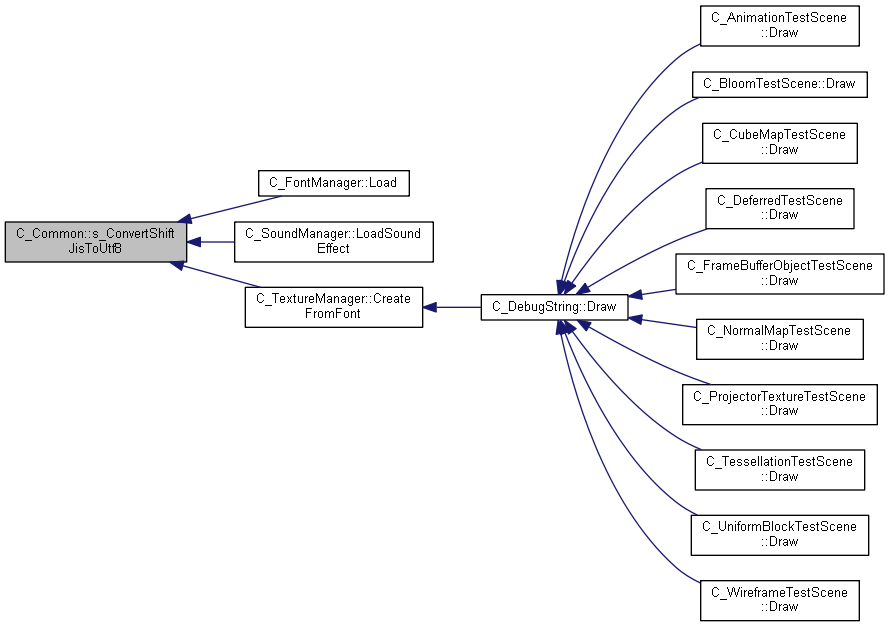 C_Common::s_ConvertShift
JisToUtf8
C_FontManager::Load
C_SoundManager::LoadSound
Effect
C_TextureManager::Create
FromFont
C_DebugString::Draw
C_AnimationTestScene
::Draw
C_BloomTestScene::Draw
C_CubeMapTestScene
::Draw
C_DeferredTestScene
::Draw
C_FrameBufferObjectTestScene
::Draw
C_NormalMapTestScene
::Draw
C_ProjectorTextureTestScene
::Draw
C_TessellationTestScene
::Draw
C_UniformBlockTestScene
::Draw
C_WireframeTestScene
::Draw